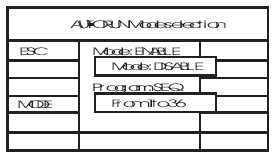 AUTORUN Mode selection
ESC
Mode: ENABLE
Mode: DISABLE
Program SEQ.
MODE
From 1 to 36